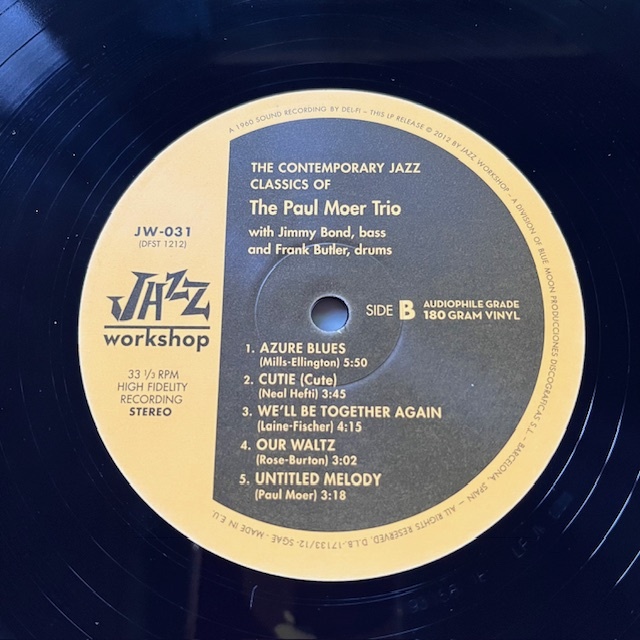 A 1960 SOUND RECORDING BY DEL-FI – THIS LP RELEASE © 2012 BY JAZZ WORKSHOP – A DIVISION OF BLUE MOON PRODUCCIONES DISCOGRAFICAS S.L. – BARCELONA, SPAIN – ALL RIGHTS RESERVED. D.L.B.-17133/12- SGAE - MADE IN E.U.
THE CONTEMPORARY JAZZ
CLASSICS OF
The Paul Moer Trio
with Jimmy Bond, bass
and Frank Butler, drums
JW-031
(DFST 1212)
JAZZ
workshop
33 1/3 RPM
HIGH FIDELITY
RECORDING
STEREO
SIDE B AUDIOPHILE GRADE
180 GRAM VINYL
1. AZURE BLUES
(Mills-Ellington) 5:50
2. CUTIE (Cute)
(Neal Hefti) 3:45
3. WE'LL BE TOGETHER AGAIN
(Laine-Fischer) 4:15
4. OUR WALTZ
(Rose-Burton) 3:02
5. UNTITLED MELODY
(Paul Moer) 3:18